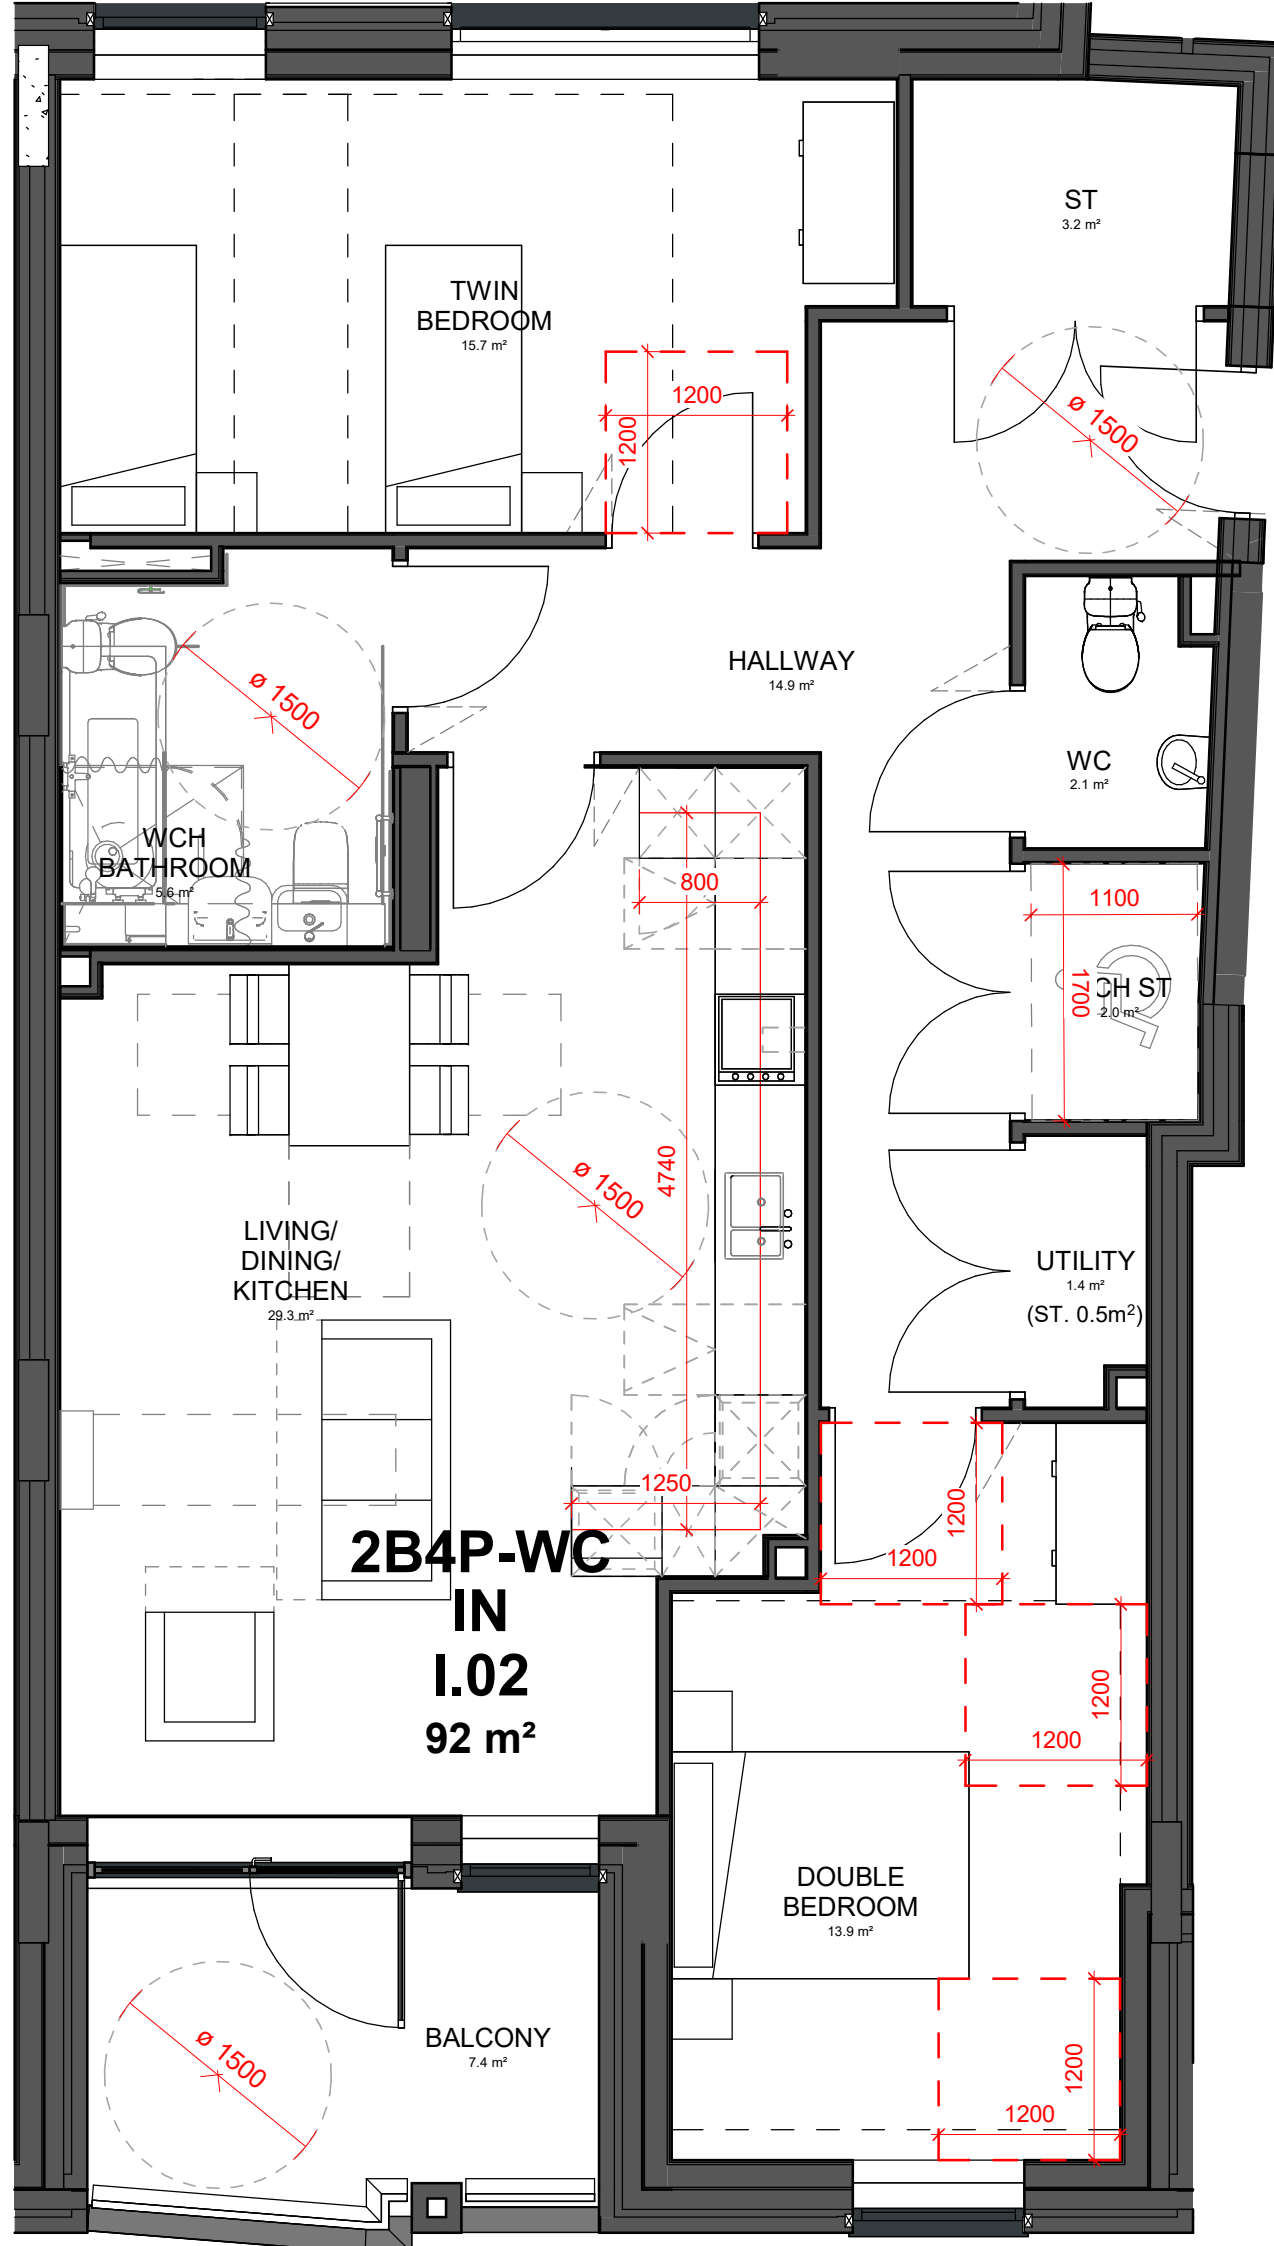 ST
3.2 m²
TWIN
BEDROOM
15.7 m²
1200
1200
ø 1500
HALLWAY
14.9 m²
ø 1500
WC
2.1 m²
WCH
BATHROOM
5.6 m²
800
1100
1700
CH ST
2.0 m²
4740
ø 1500
LIVING/
DINING/
KITCHEN
29.3 m²
UTILITY
1.4 m²
(ST. 0.5m²)
1250
1200
1200
2B4P-WC
IN
I.02
92 m²
1200
1200
DOUBLE
BEDROOM
13.9 m²
BALCONY
7.4 m²
ø 1500
1200
1200